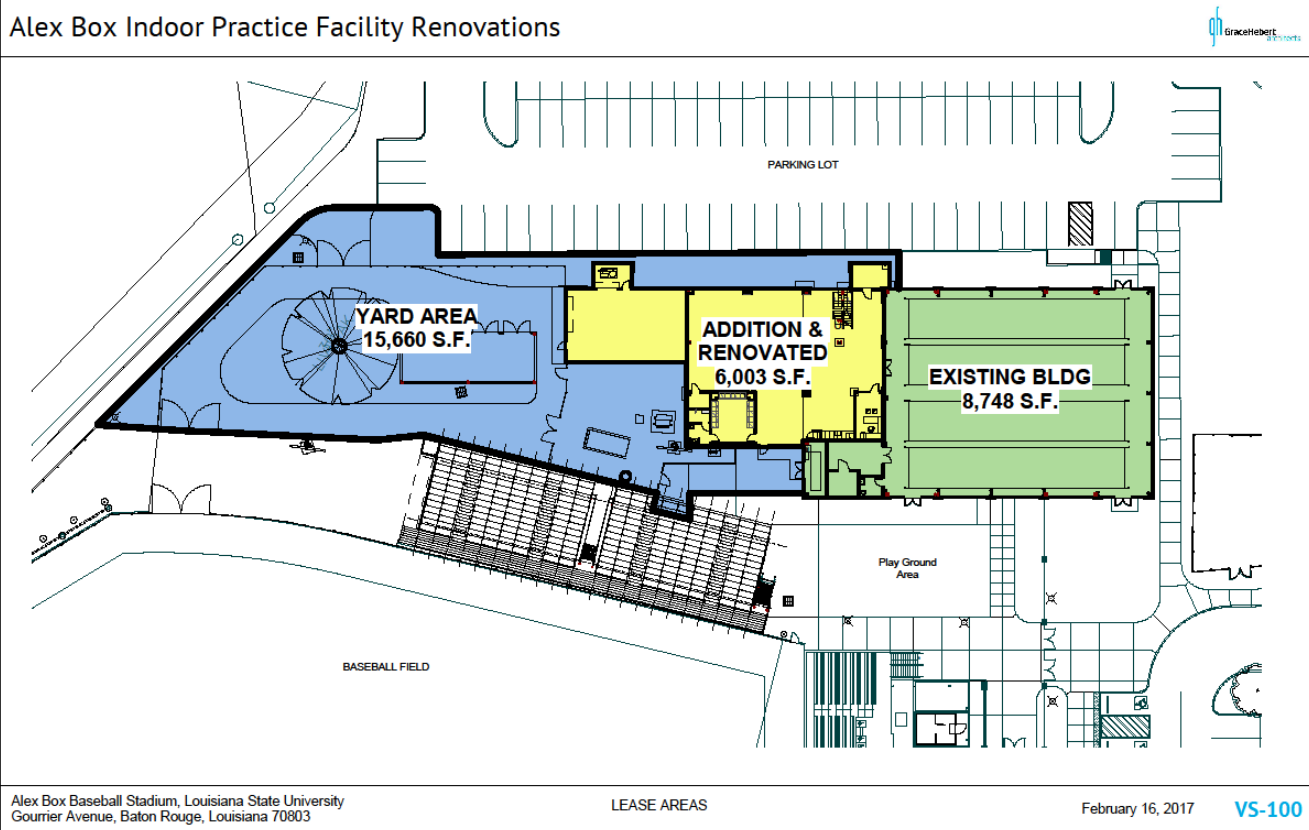 Alex Box Indoor Practice Facility Renovations
gh GraceHebert
architects
PARKING LOT
YARD AREA
15,660 S.F.
ADDITION &
RENOVATED
6,003 S.F.
EXISTING BLDG
8,748 S.F.
Play Ground
Area
BASEBALL FIELD
Alex Box Baseball Stadium, Louisiana State University
Gourrier Avenue, Baton Rouge, Louisiana 70803
LEASE AREAS
February 16, 2017
VS-100